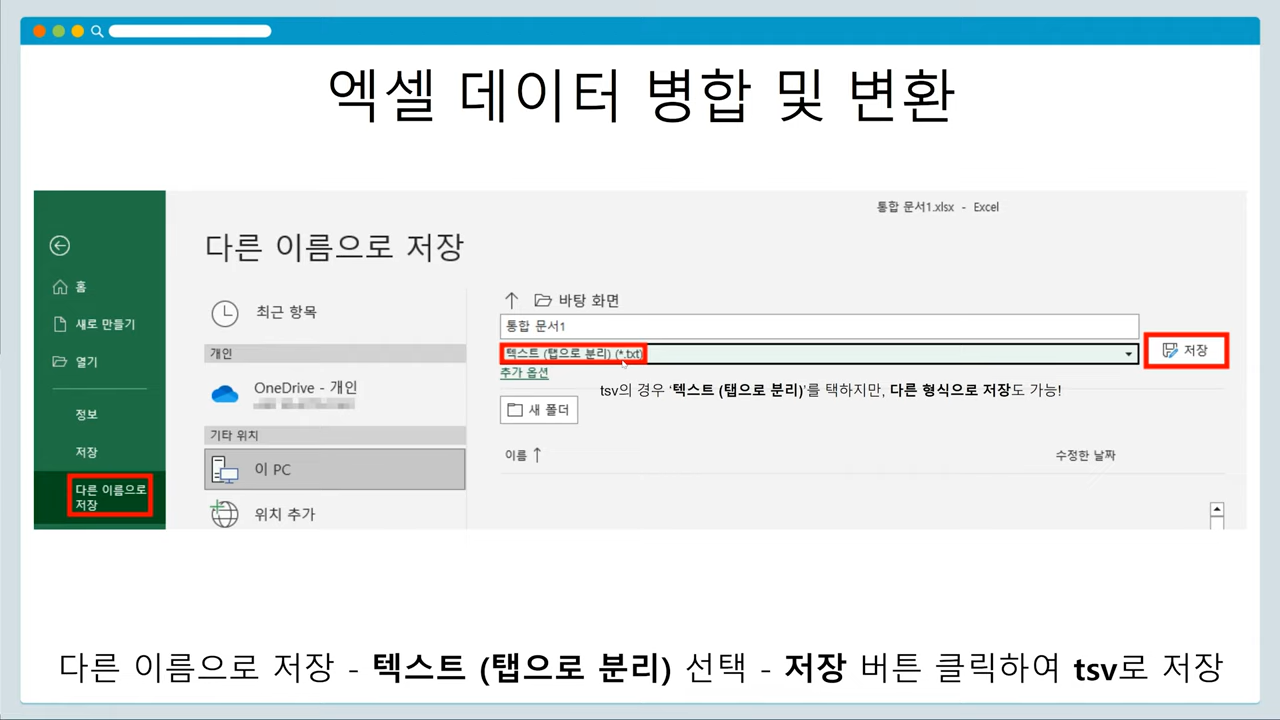 엑셀 데이터 병합 및 변환
통합 문서1.xlsx - Excel
홈
새로 만들기
열기
정보
저장
다른 이름으로
저장
다른 이름으로 저장
최근 항목
개인
OneDrive - 개인
기타 위치
이 PC
위치 추가
바탕 화면
통합 문서1
텍스트 (탭으로 분리) (*.txt)
저장
추가 옵션
tsv의 경우 ‘텍스트 (탭으로 분리)’를 택하지만, 다른 형식으로 저장도 가능!
새 폴더
이름 ↑
수정한 날짜
다른 이름으로 저장 - 텍스트 (탭으로 분리) 선택 - 저장 버튼 클릭하여 tsv로 저장